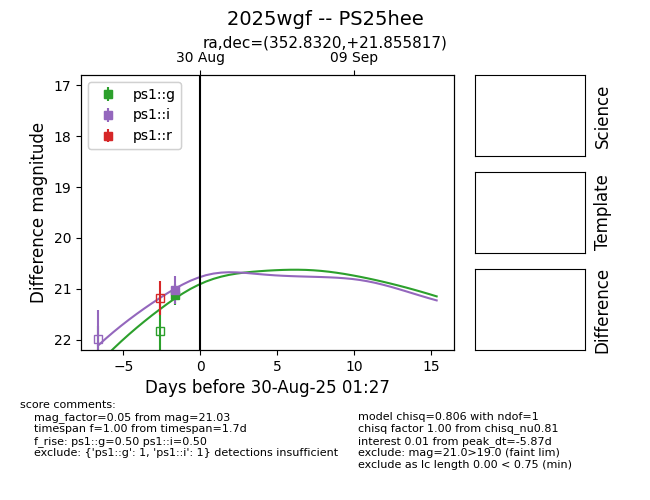 2025wgf -- PS25hee
ra,dec=(352.8320,+21.855817)
30 Aug
09 Sep
ps1::g
ps1::i
ps1::r
17
18
19
20
21
22
Difference magnitude
−5
0
5
10
15
Days before 30-Aug-25 01:27
Science
Template
Difference
score comments:
mag_factor=0.05 from mag=21.03
timespan f=1.00 from timespan=1.7d
f_rise: ps1::g=0.50 ps1::i=0.50
exclude: {'ps1::g': 1, 'ps1::i': 1} detections insufficient
model chisq=0.806 with ndof=1
chisq factor 1.00 from chisq_nu0.81
interest 0.01 from peak_dt=-5.87d
exclude: mag=21.0>19.0 (faint lim)
exclude as lc length 0.00 < 0.75 (min)